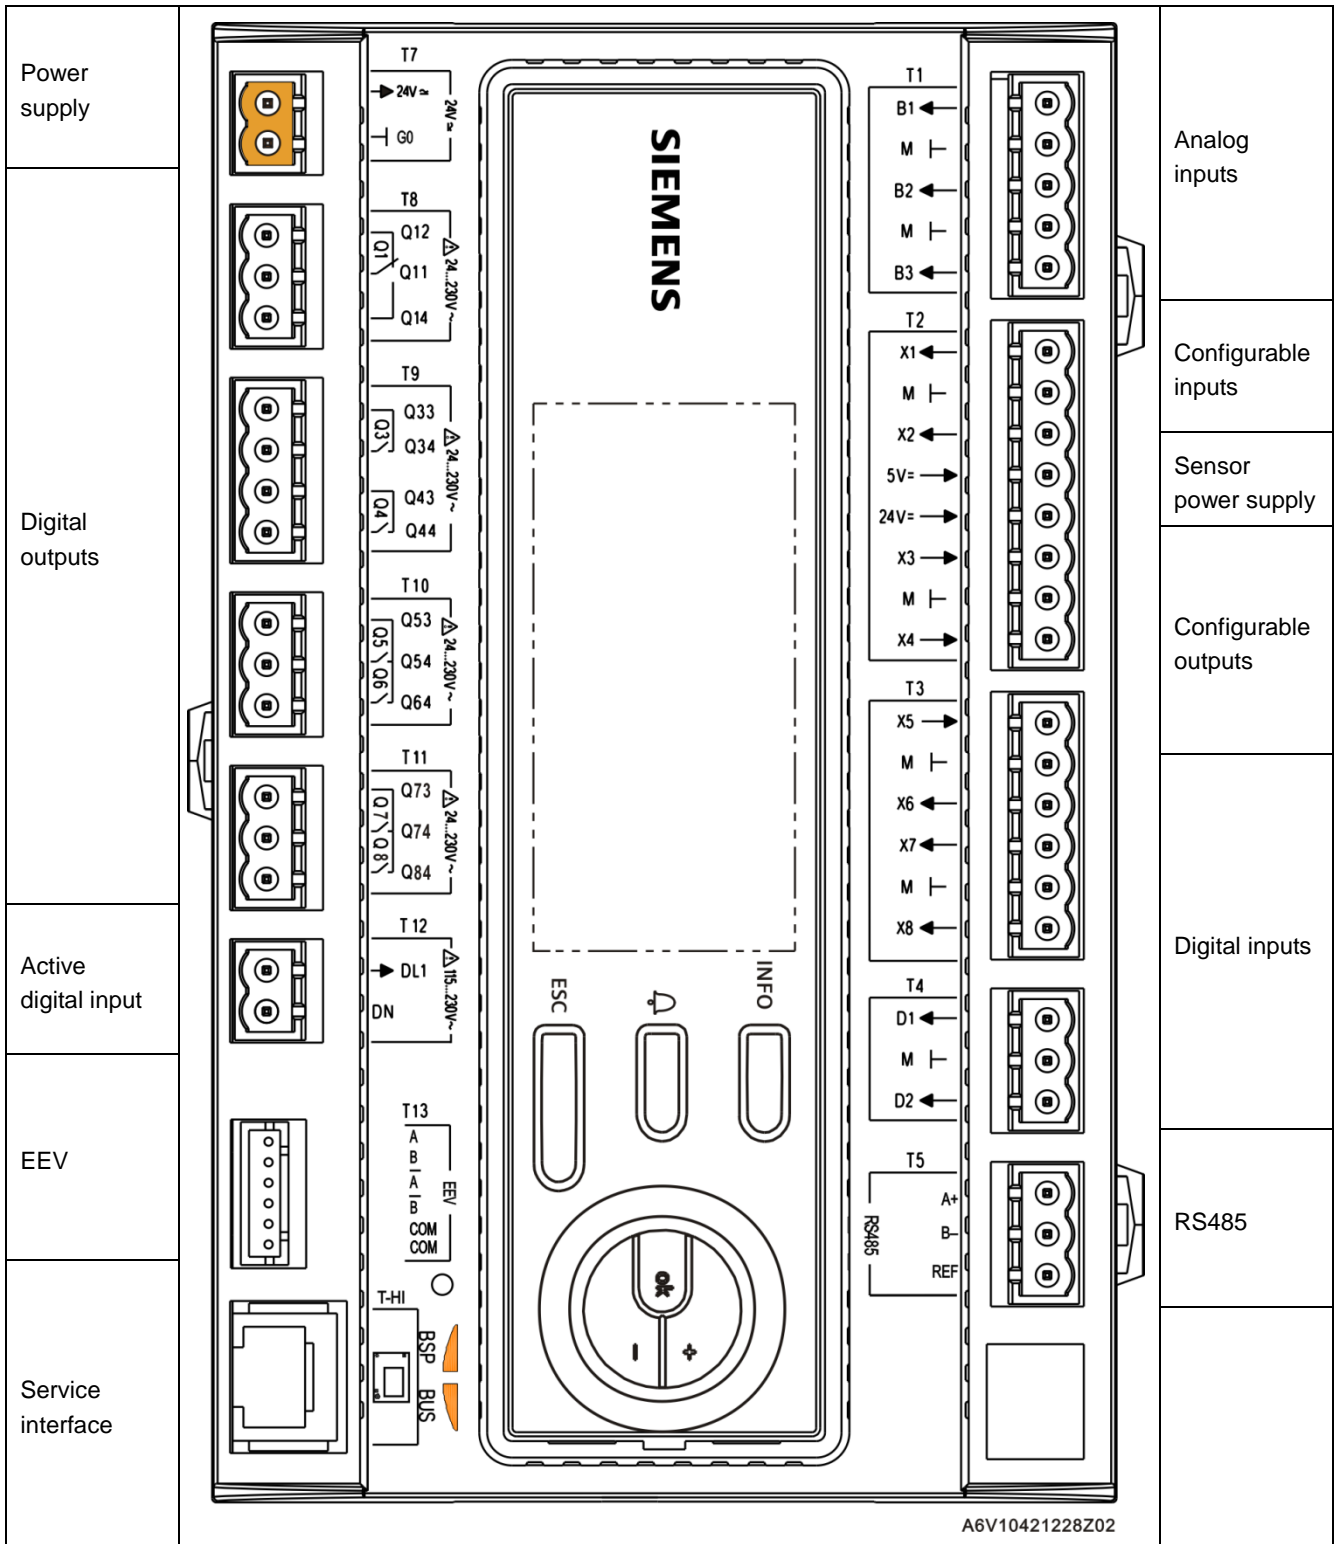 Power
supply
Digital
outputs
Active
digital input
EEV
Service
interface
T7
24V ≃
G0
24V ≃
T8
Q1
Q12
Q11
Q14
⚠ 24...230V ~
T9
Q3
Q33
Q34
Q4
Q43
Q44
⚠ 24...230V ~
T10
Q5
Q6
Q53
Q54
Q64
⚠ 24...230V ~
T11
Q7
Q8
Q73
Q74
Q84
⚠ 24...230V ~
T12
DL1
DN
⚠ 115...230V ~
T13
A
B
A
B
COM
COM
EEV
T-HI
BSP
BUS
SIEMENS
ESC
INFO
ok
–
+
T1
B1
M
B2
M
B3
T2
X1
M
X2
5V=
24V=
X3
M
X4
T3
X5
M
X6
X7
M
X8
T4
D1
M
D2
T5
RS485
A+
B–
REF
Analog
inputs
Configurable
inputs
Sensor
power supply
Configurable
outputs
Digital inputs
RS485
A6V10421228Z02